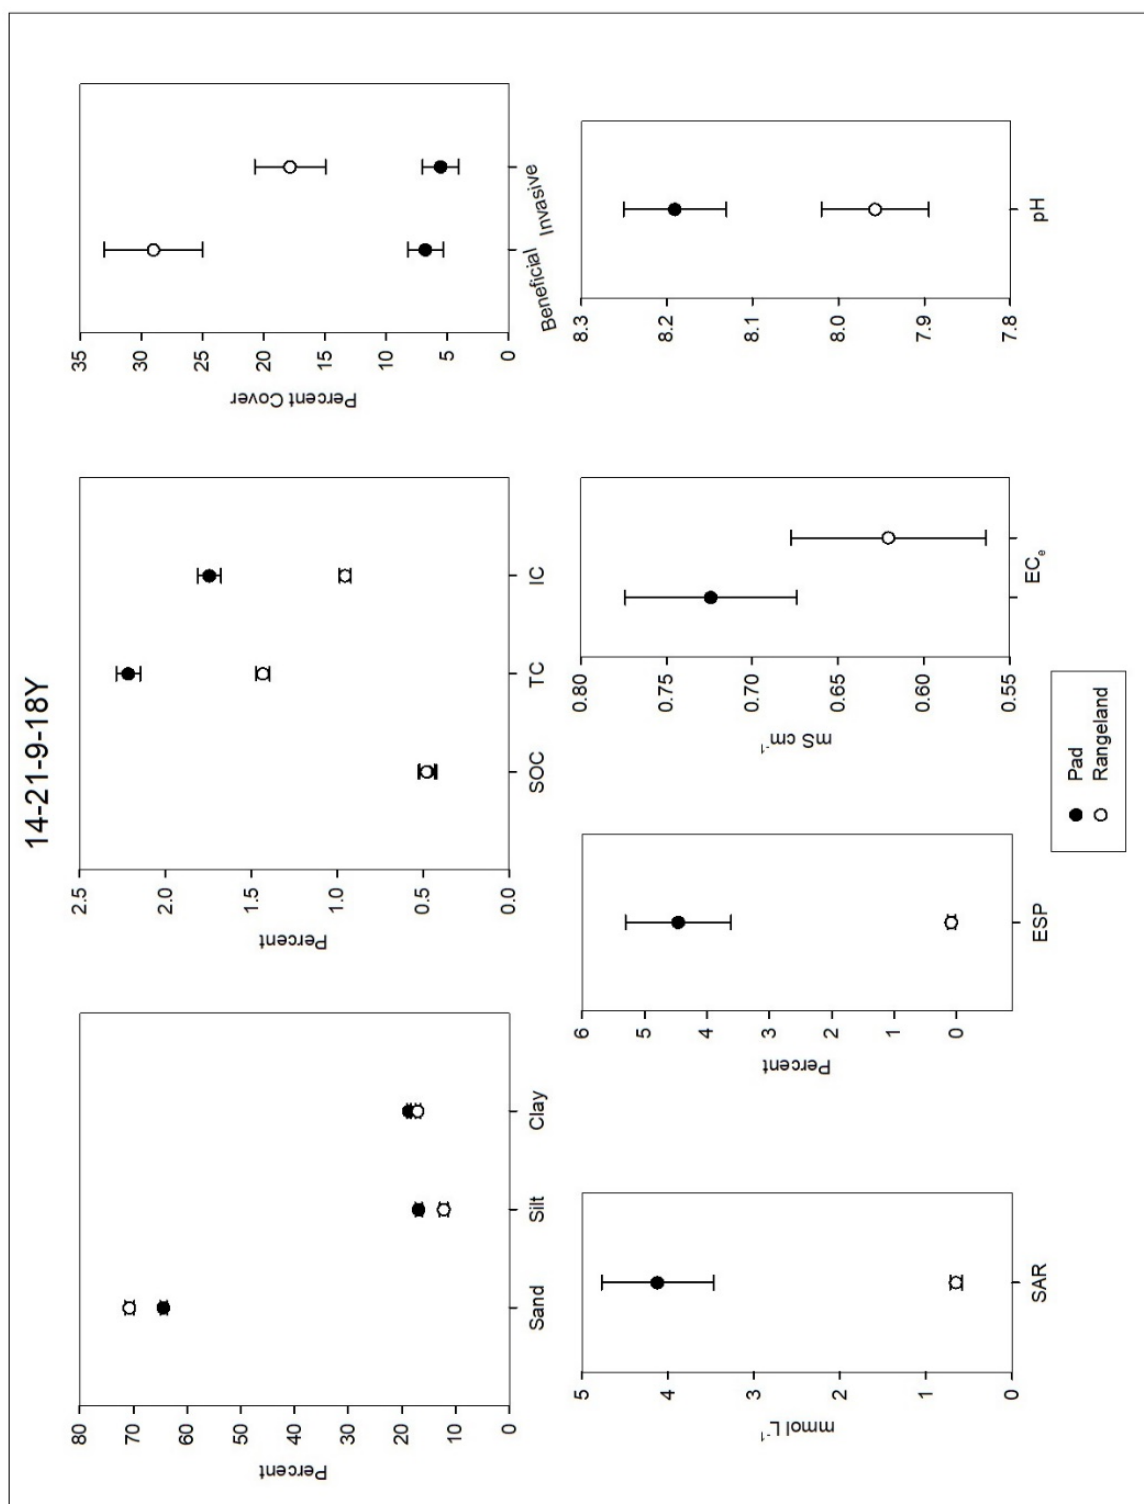 14-21-9-18Y
Percent
80
70
60
50
40
30
20
10
0
Sand
Silt
Clay
Percent
2.5
2.0
1.5
1.0
0.5
0.0
SOC
TC
IC
Percent Cover
35
30
25
20
15
10
5
0
Beneficial
Invasive
mmol L⁻¹
5
4
3
2
1
0
SAR
Percent
6
5
4
3
2
1
0
ESP
mS cm⁻¹
0.80
0.75
0.70
0.65
0.60
0.55
ECₑ
8.3
8.2
8.1
8.0
7.9
7.8
pH
Pad
Rangeland